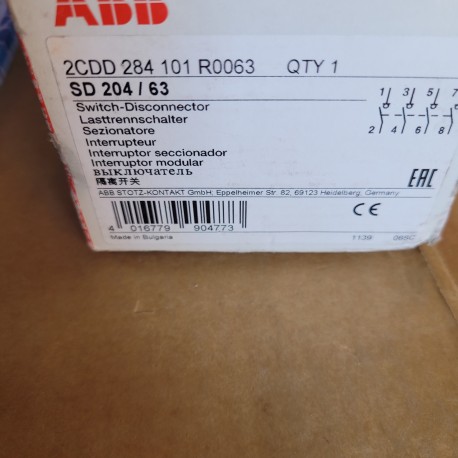 ABB
2CDD 284 101 R0063 QTY 1
SD 204 / 63
Switch-Disconnector
Lasttrennschalter
Sezionatore
Interrupteur
Interruptor seccionador
Interruptor modular
выключатель
隔离开关
ABB STOTZ-KONTAKT GmbH, Eppelheimer Str. 82, 69123 Heidelberg, Germany
1 3 5 7
2 4 6 8
EAC
CE
4 016779 904773
Made in Bulgaria
1139 065C